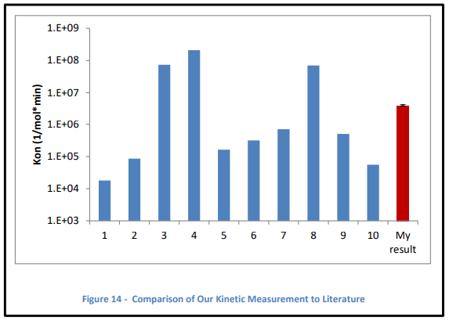 1.E+09
1.E+08
1.E+07
1.E+06
1.E+05
1.E+04
1.E+03
Kon (1/mol*min)
1 2 3 4 5 6 7 8 9 10 My
result
Figure 14 - Comparison of Our Kinetic Measurement to Literature